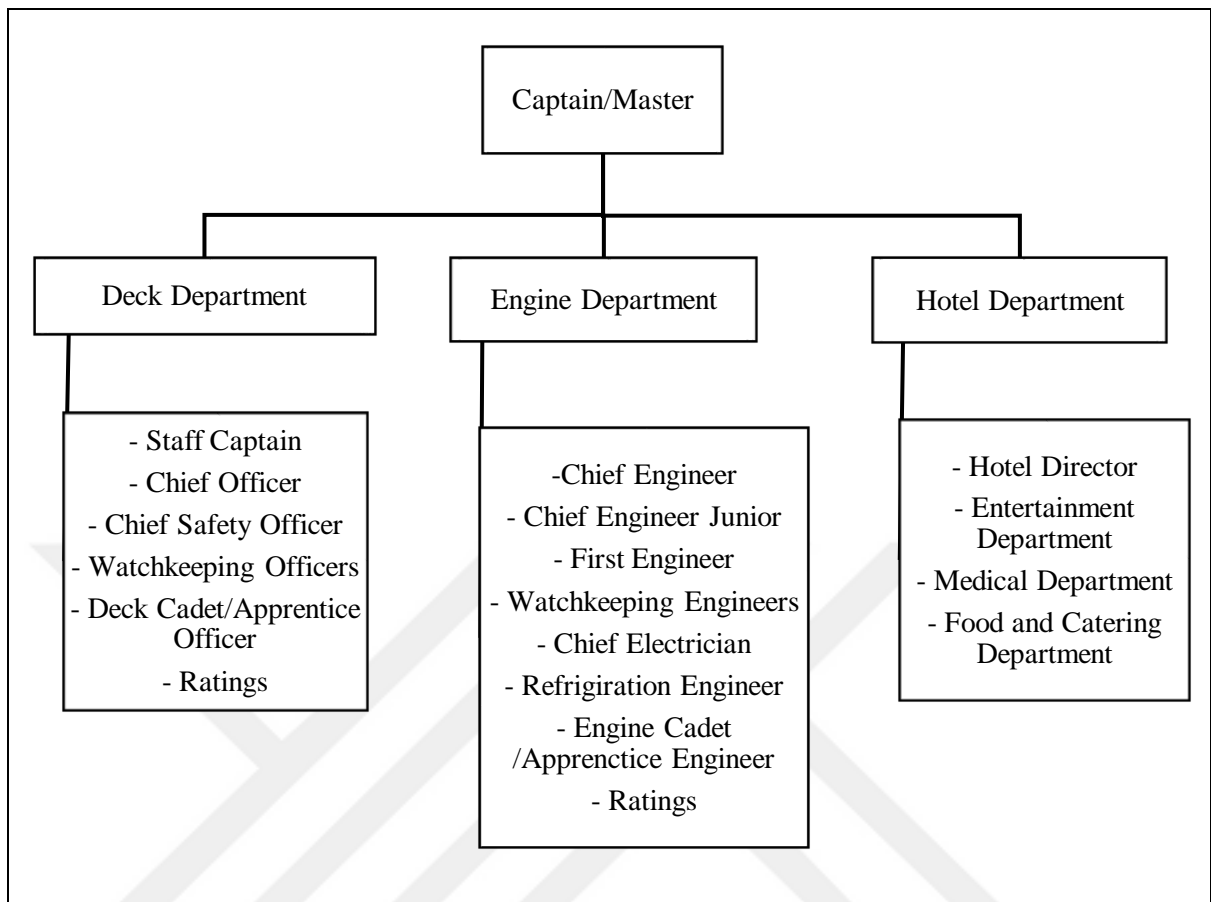 Captain/Master
Deck Department
Engine Department
Hotel Department
- Staff Captain
- Chief Officer
- Chief Safety Officer
- Watchkeeping Officers
- Deck Cadet/Apprentice
Officer
- Ratings
-Chief Engineer
- Chief Engineer Junior
- First Engineer
- Watchkeeping Engineers
- Chief Electrician
- Refrigiration Engineer
- Engine Cadet
/Apprenctice Engineer
- Ratings
- Hotel Director
- Entertainment
Department
- Medical Department
- Food and Catering
Department